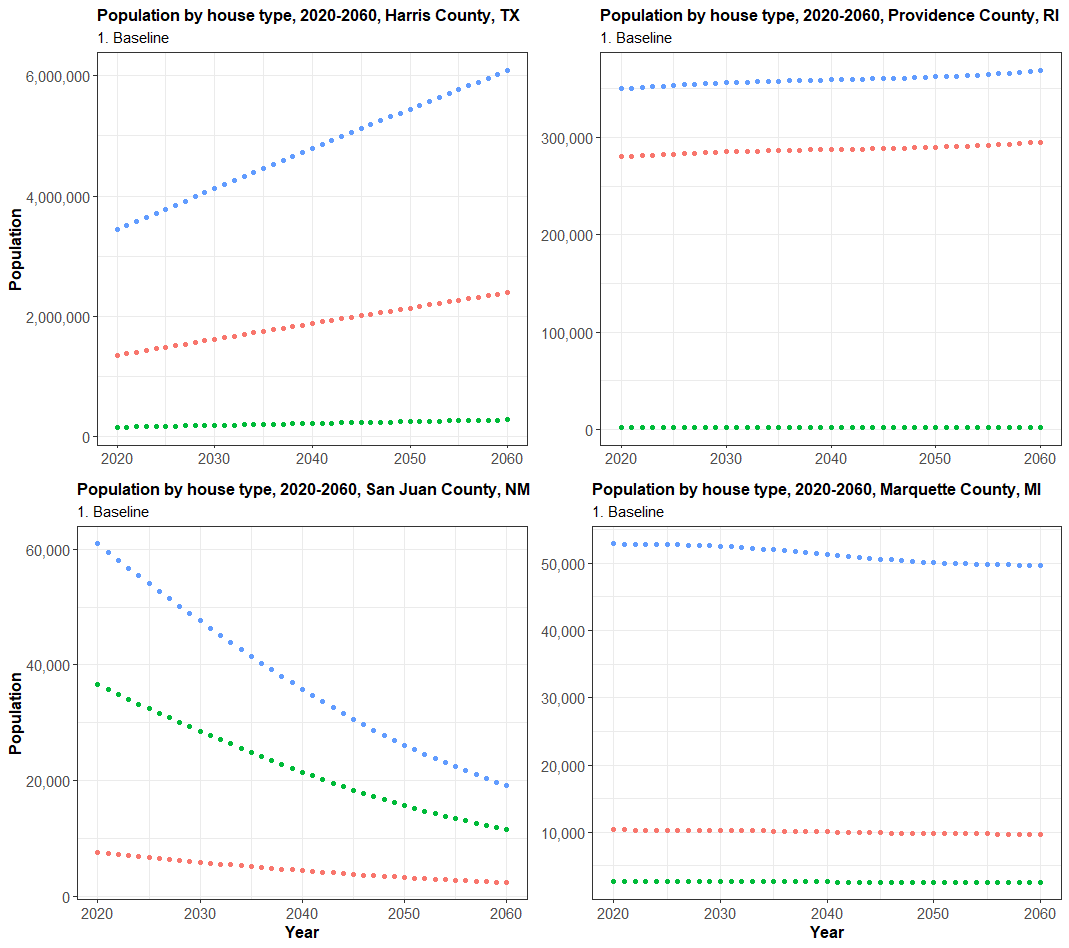 Population by house type, 2020-2060, Harris County, TX
1. Baseline
Population
6,000,000
4,000,000
2,000,000
0
2020 2030 2040 2050 2060
Population by house type, 2020-2060, Providence County, RI
1. Baseline
300,000
200,000
100,000
0
2020 2030 2040 2050 2060
Population by house type, 2020-2060, San Juan County, NM
1. Baseline
Population
60,000
40,000
20,000
0
2020 2030 2040 2050 2060
Year
Population by house type, 2020-2060, Marquette County, MI
1. Baseline
50,000
40,000
30,000
20,000
10,000
2020 2030 2040 2050 2060
Year